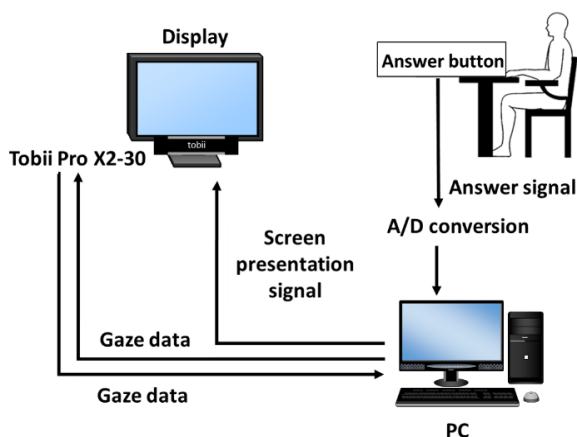 Display
Answer button
tobii
Tobii Pro X2-30
Answer signal
A/D conversion
Screen
presentation
signal
Gaze data
Gaze data
PC